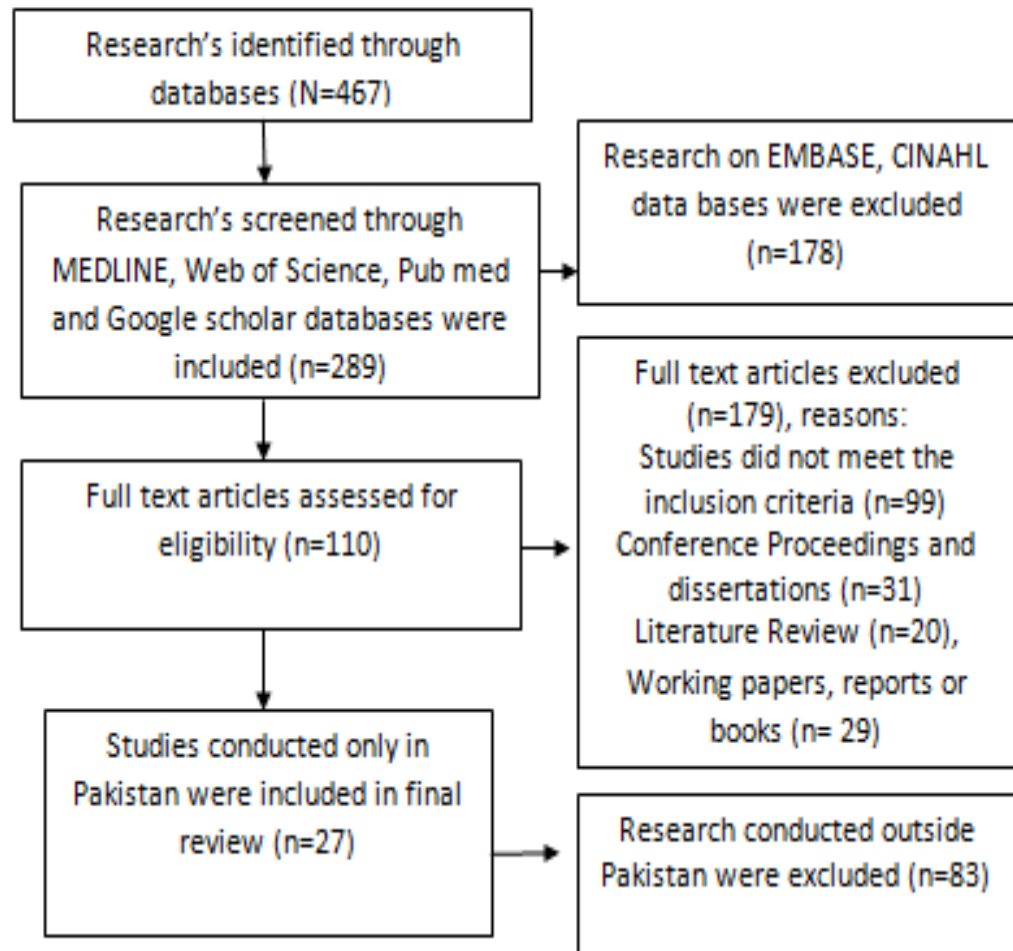 Research's identified through
databases (N=467)
Research's screened through
MEDLINE, Web of Science, Pub med
and Google scholar databases were
included (n=289)
Research on EMBASE, CINAHL
data bases were excluded
(n=178)
Full text articles assessed for
eligibility (n=110)
Full text articles excluded
(n=179), reasons:
Studies did not meet the
inclusion criteria (n=99)
Conference Proceedings and
dissertations (n=31)
Literature Review (n=20),
Working papers, reports or
books (n= 29)
Studies conducted only in
Pakistan were included in final
review (n=27)
Research conducted outside
Pakistan were excluded (n=83)